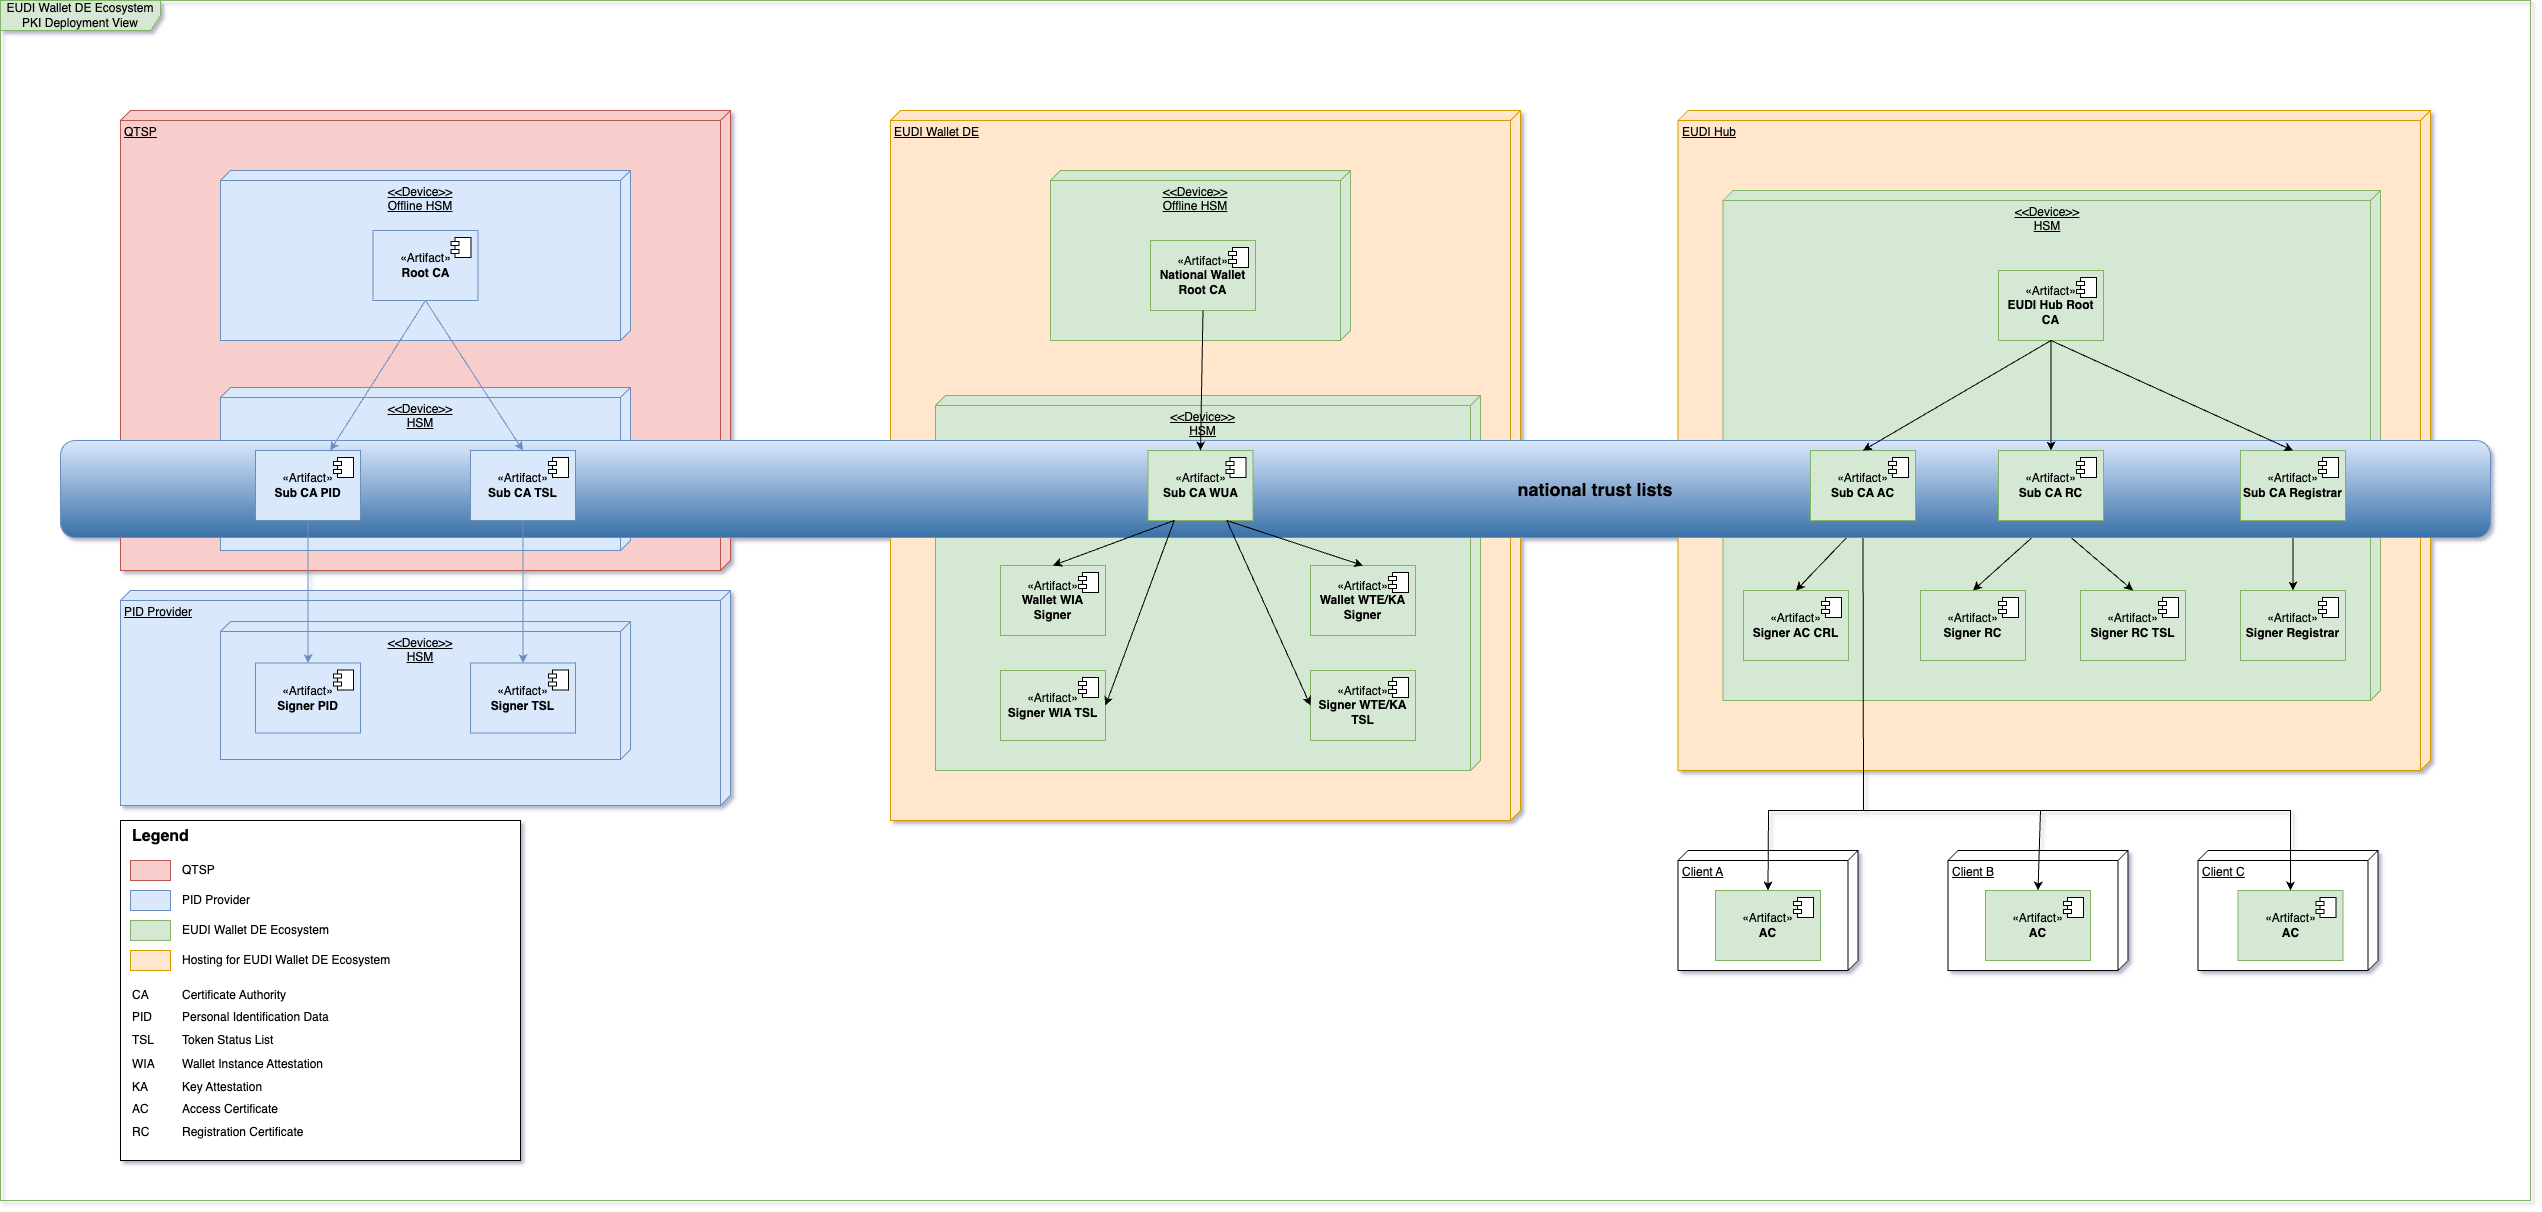 EUDI Wallet DE Ecosystem
PKI Deployment View
QTSP
<<Device>>
Offline HSM
«Artifact»
Root CA
<<Device>>
HSM
«Artifact»
Sub CA PID
«Artifact»
Sub CA TSL
PID Provider
<<Device>>
HSM
«Artifact»
Signer PID
«Artifact»
Signer TSL
EUDI Wallet DE
<<Device>>
Offline HSM
«Artifact»
National Wallet
Root CA
<<Device>>
HSM
«Artifact»
Sub CA WUA
national trust lists
«Artifact»
Wallet WIA
Signer
«Artifact»
Wallet WTE/KA
Signer
«Artifact»
Signer WIA TSL
«Artifact»
Signer WTE/KA
TSL
EUDI Hub
<<Device>>
HSM
«Artifact»
EUDI Hub Root
CA
«Artifact»
Sub CA AC
«Artifact»
Sub CA RC
«Artifact»
Sub CA Registrar
«Artifact»
Signer AC CRL
«Artifact»
Signer RC
«Artifact»
Signer RC TSL
«Artifact»
Signer Registrar
Client A
«Artifact»
AC
Client B
«Artifact»
AC
Client C
«Artifact»
AC
Legend
QTSP
PID Provider
EUDI Wallet DE Ecosystem
Hosting for EUDI Wallet DE Ecosystem
CA Certificate Authority
PID Personal Identification Data
TSL Token Status List
WIA Wallet Instance Attestation
KA Key Attestation
AC Access Certificate
RC Registration Certificate